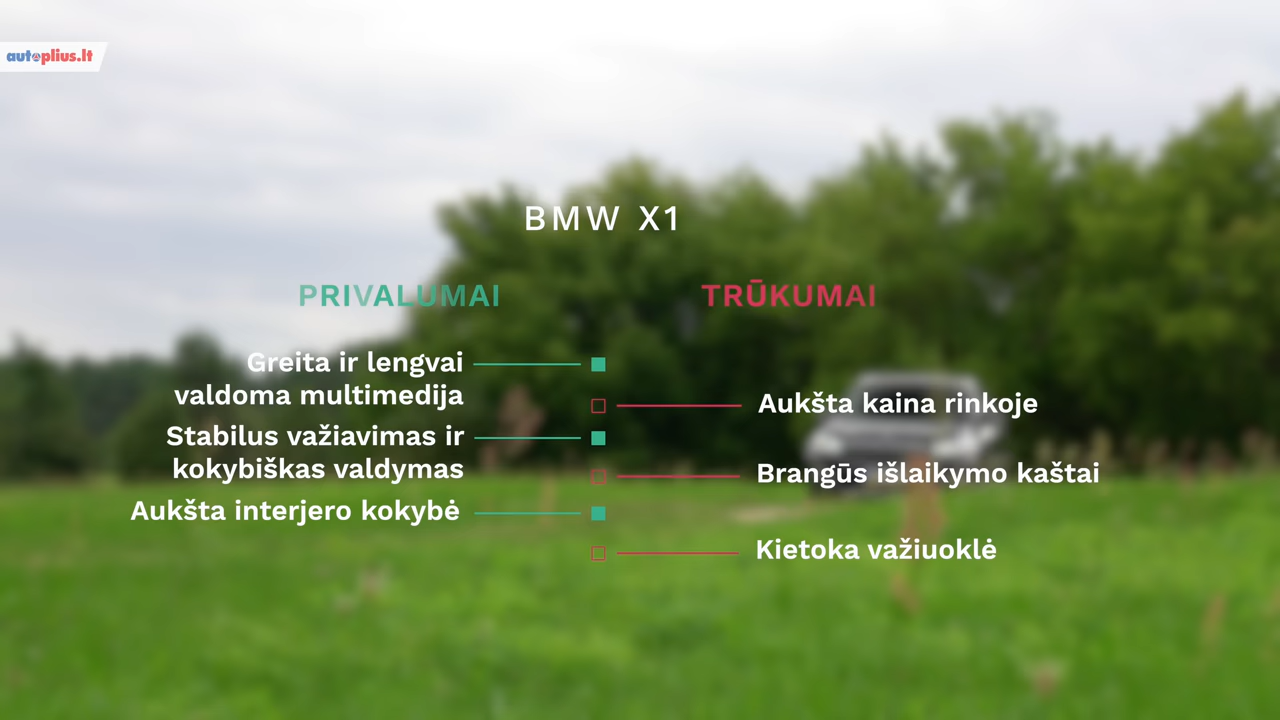 autoplius.lt
BMW X1
PRIVALUMAI
Greita ir lengvai
valdoma multimedija
Stabilus važiavimas ir
kokybiškas valdymas
Aukšta interjero kokybė
TRŪKUMAI
Aukšta kaina rinkoje
Brangūs išlaikymo kaštai
Kietoka važiuoklė